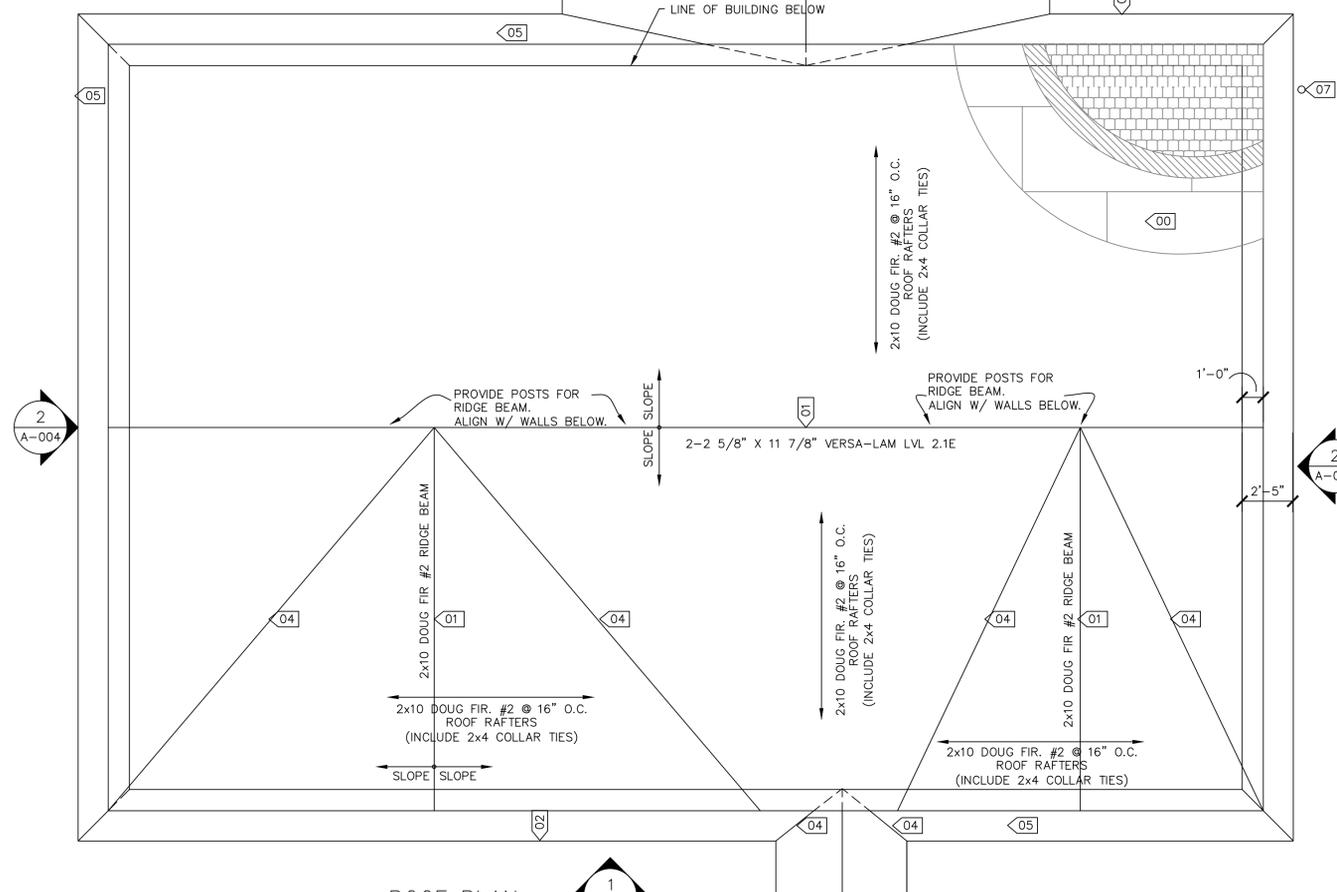 LINE OF BUILDING BELOW
05
05
07
2x10 DOUG FIR. #2 @ 16" O.C.
ROOF RAFTERS
(INCLUDE 2x4 COLLAR TIES)
00
1'-0"
PROVIDE POSTS FOR
RIDGE BEAM.
ALIGN W/ WALLS BELOW.
SLOPE
SLOPE
01
PROVIDE POSTS FOR
RIDGE BEAM.
ALIGN W/ WALLS BELOW.
2
A-004
2-2 5/8" X 11 7/8" VERSA-LAM LVL 2.1E
2
2'-5"
2x10 DOUG FIR #2 RIDGE BEAM
2x10 DOUG FIR. #2 @ 16" O.C.
ROOF RAFTERS
(INCLUDE 2x4 COLLAR TIES)
2x10 DOUG FIR #2 RIDGE BEAM
04
01
04
04
01
04
2x10 DOUG FIR. #2 @ 16" O.C.
ROOF RAFTERS
(INCLUDE 2x4 COLLAR TIES)
2x10 DOUG FIR. #2 @ 16" O.C.
ROOF RAFTERS
(INCLUDE 2x4 COLLAR TIES)
SLOPE SLOPE
02
04
04
05
1
ROOF PLAN